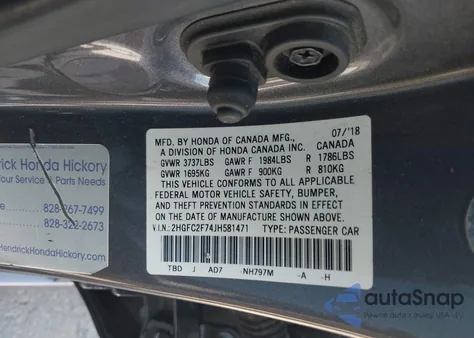 MFD. BY HONDA OF CANADA MFG., 07/'18
A DIVISION OF HONDA CANADA INC. CANADA
GVWR 3737LBS GAWR F 1984LBS R 1786LBS
GVWR 1695KG GAWR F 900KG R 810KG
THIS VEHICLE CONFORMS TO ALL APPLICABLE
FEDERAL MOTOR VEHICLE SAFETY, BUMPER,
AND THEFT PREVENTION STANDARDS IN EFFECT ON THE
DATE OF MANUFACTURE SHOWN ABOVE.
V.I.N.: 2HGFC2F74JH581471 TYPE: PASSENGER CAR
TBD J AD7 -NH797M -A -H
rick Honda Hickory
Your Service & Parts Needs
828-267-7499
828-322-2673
HendrickHondaHickory.com
autoSnap